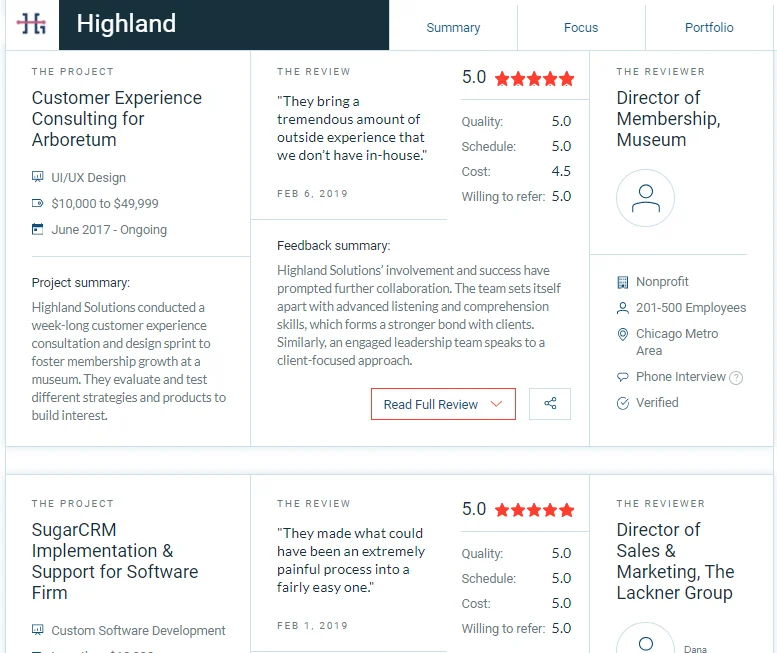 Highland
Summary
Focus
Portfolio
THE PROJECT
Customer Experience
Consulting for
Arboretum
UI/UX Design
$10,000 to $49,999
June 2017 - Ongoing
Project summary:
Highland Solutions conducted a
week-long customer experience
consultation and design sprint to
foster membership growth at a
museum. They evaluate and test
different strategies and products to
build interest.
THE REVIEW
"They bring a
tremendous amount of
outside experience that
we don't have in-house."
FEB 6, 2019
5.0
Quality: 5.0
Schedule: 5.0
Cost: 4.5
Willing to refer: 5.0
Feedback summary:
Highland Solutions' involvement and success have
prompted further collaboration. The team sets itself
apart with advanced listening and comprehension
skills, which forms a stronger bond with clients.
Similarly, an engaged leadership team speaks to a
client-focused approach.
Read Full Review
THE REVIEWER
Director of
Membership,
Museum
Nonprofit
201-500 Employees
Chicago Metro
Area
Phone Interview ?
Verified
THE PROJECT
SugarCRM
Implementation &
Support for Software
Firm
Custom Software Development
THE REVIEW
"They made what could
have been an extremely
painful process into a
fairly easy one."
FEB 1, 2019
5.0
Quality: 5.0
Schedule: 5.0
Cost: 5.0
Willing to refer: 5.0
THE REVIEWER
Director of
Sales &
Marketing, The
Lackner Group
Dana